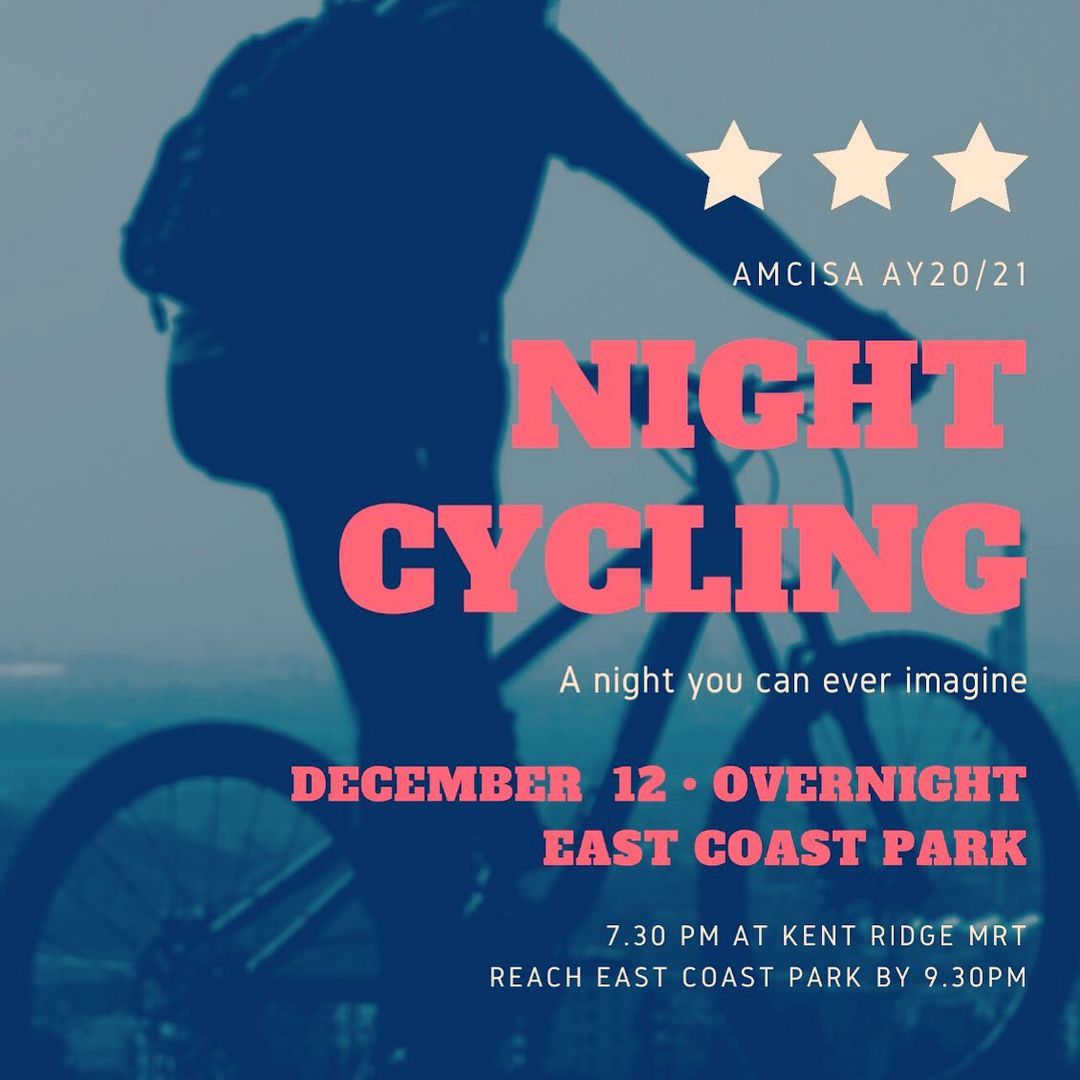 AMCISA AY20/21
NIGHT
CYCLING
A night you can ever imagine
DECEMBER 12 • OVERNIGHT
EAST COAST PARK
7.30 PM AT KENT RIDGE MRT
REACH EAST COAST PARK BY 9.30PM